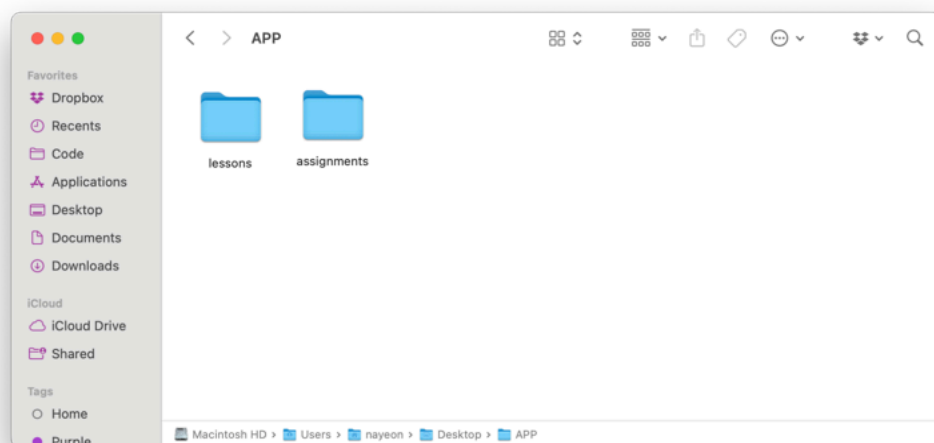 APP
Favorites
Dropbox
Recents
Code
Applications
Desktop
Documents
Downloads
iCloud
iCloud Drive
Shared
Tags
Home
Purple
lessons
assignments
Macintosh HD › Users › nayeon › Desktop › APP